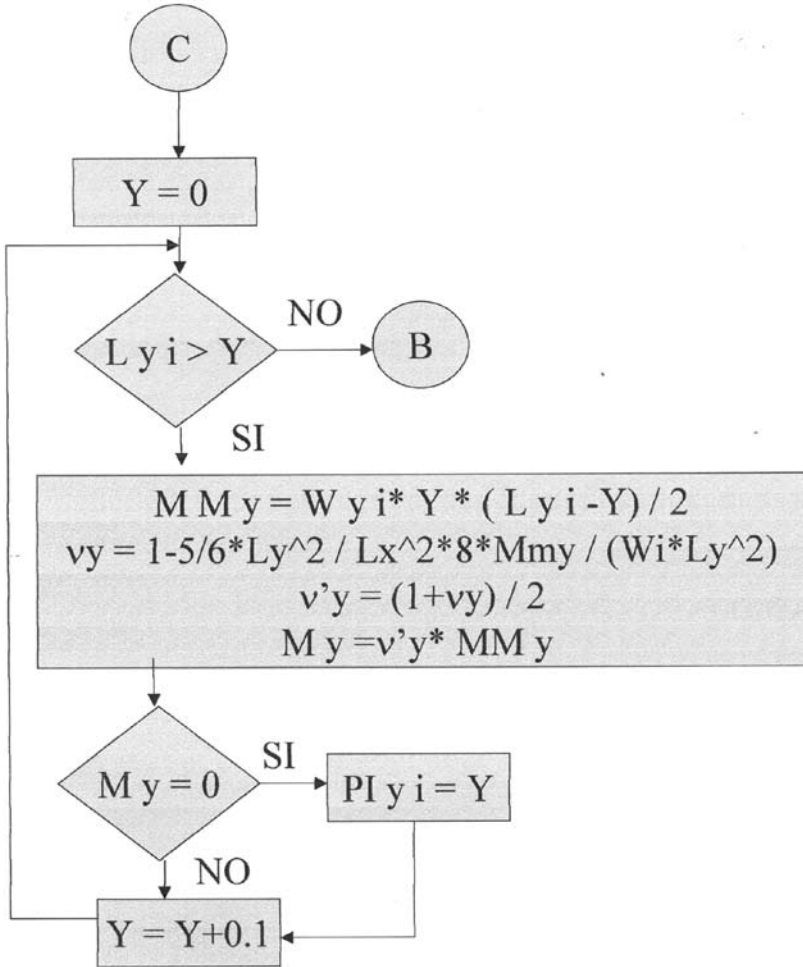 C
Y = 0
L y i > Y
NO
B
SI
M M y = W y i* Y * ( L y i -Y) / 2
νy = 1-5/6*Ly^2 / Lx^2*8*Mmy / (Wi*Ly^2)
ν’y = (1+νy) / 2
M y =ν’y* MM y
M y = 0
SI
PI y i = Y
NO
Y = Y+0.1